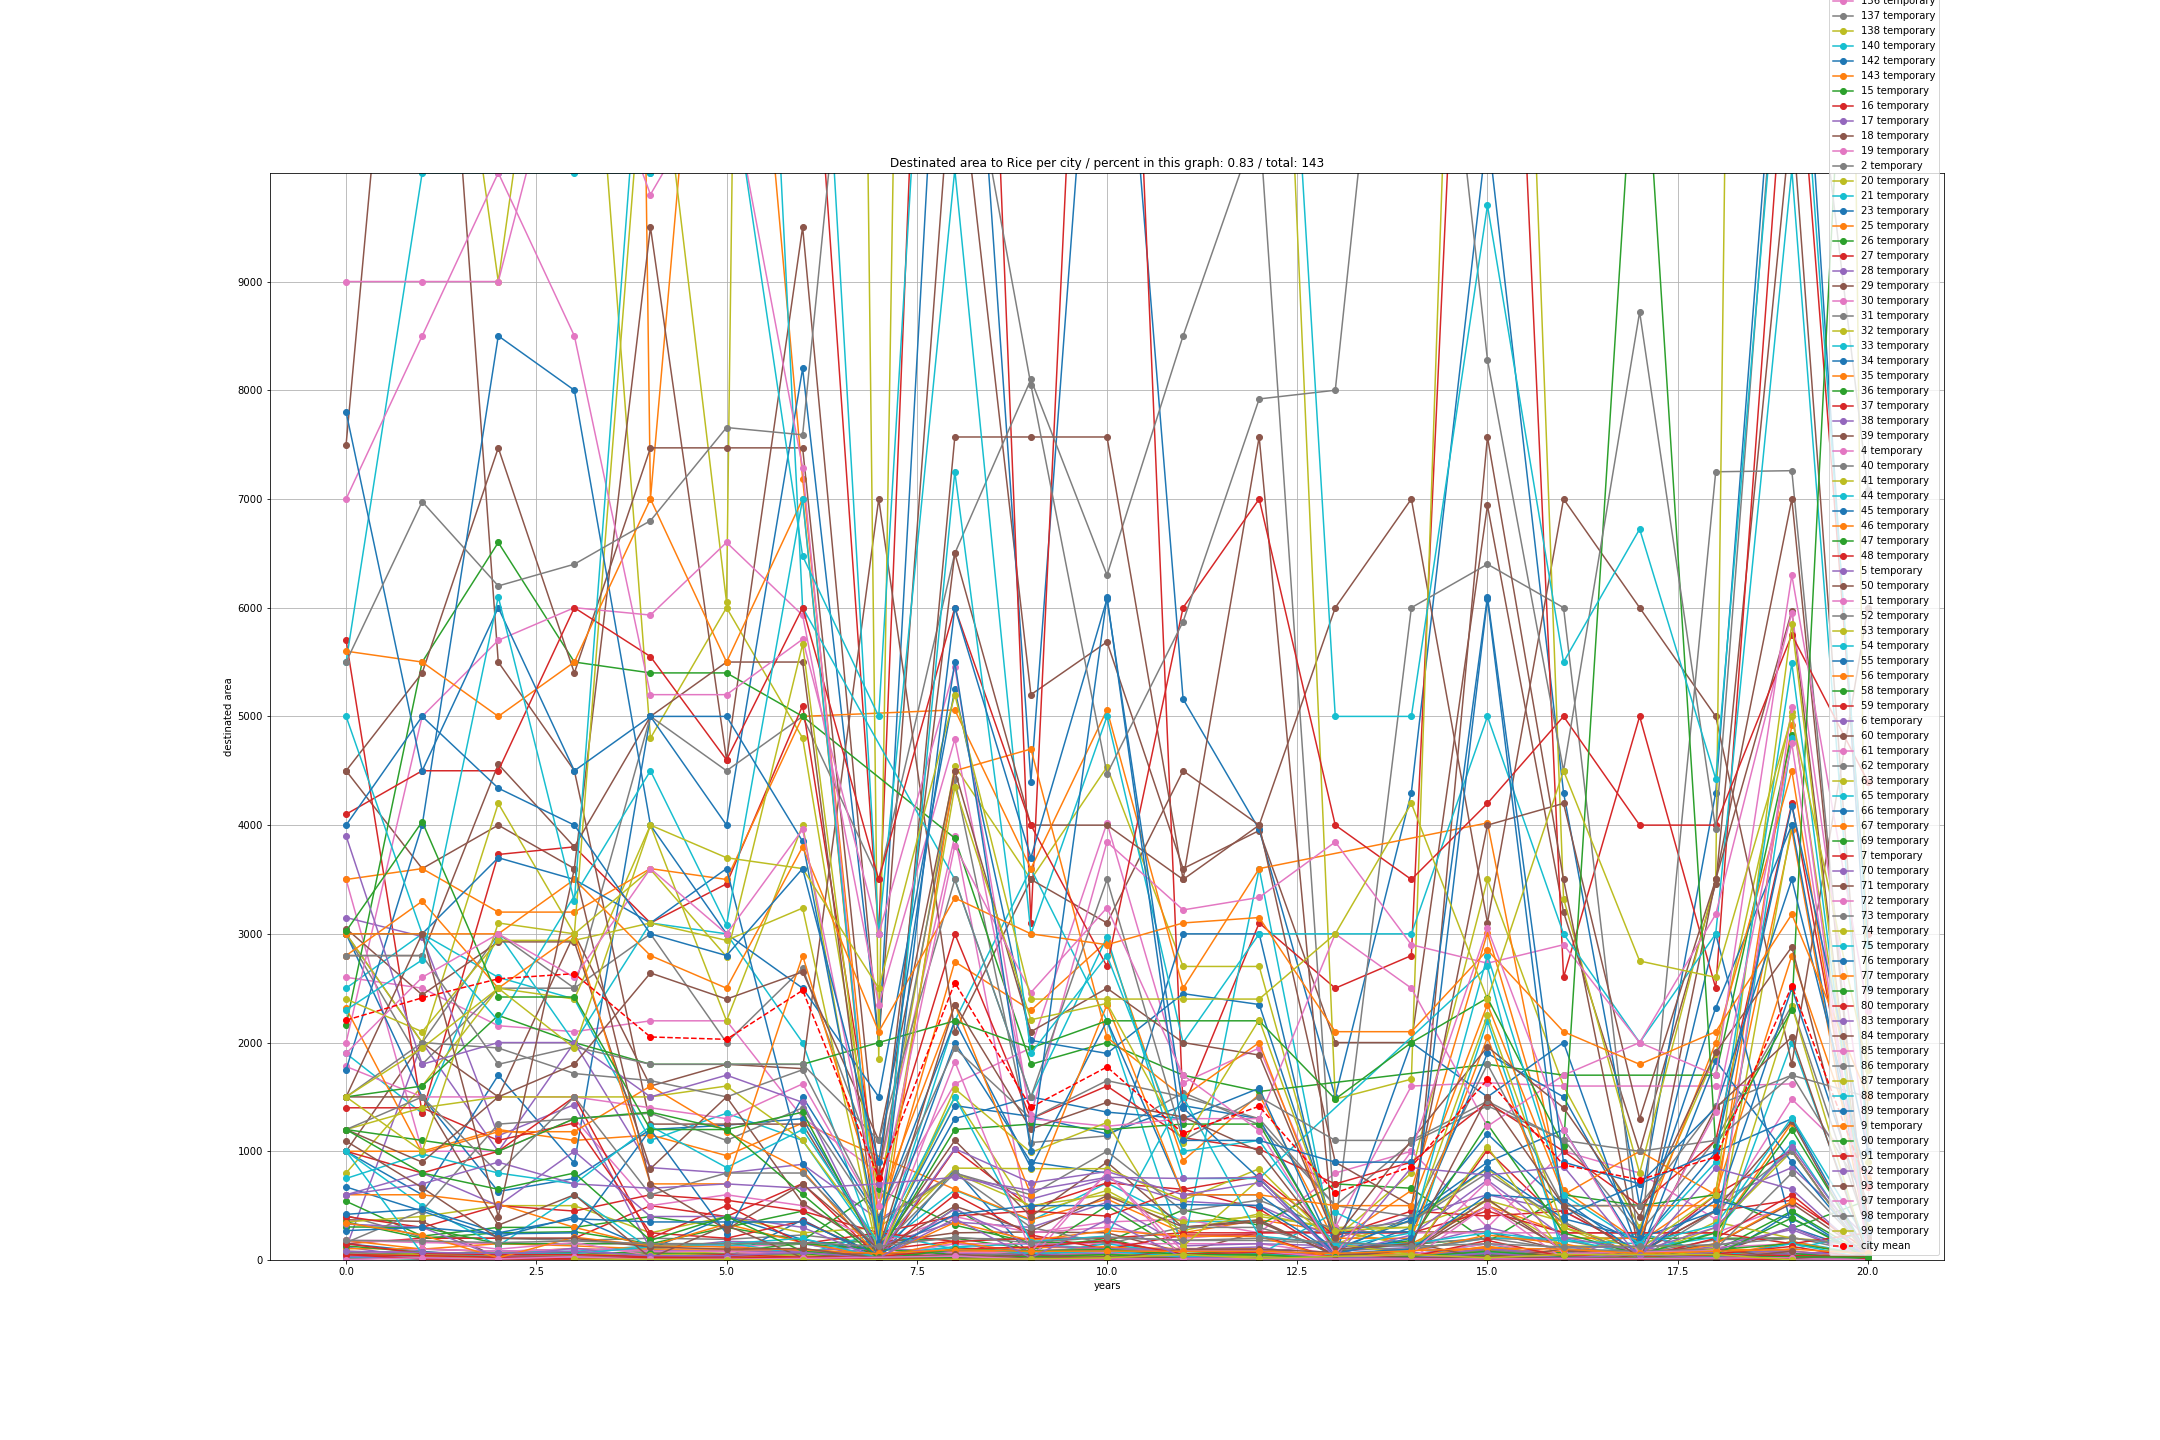 136 temporary
137 temporary
138 temporary
140 temporary
142 temporary
143 temporary
15 temporary
16 temporary
17 temporary
18 temporary
19 temporary
Destinated area to Rice per city / percent in this graph: 0.83 / total: 143
2 temporary
20 temporary
21 temporary
23 temporary
25 temporary
26 temporary
27 temporary
28 temporary
29 temporary
30 temporary
31 temporary
32 temporary
33 temporary
34 temporary
35 temporary
36 temporary
37 temporary
38 temporary
39 temporary
4 temporary
40 temporary
41 temporary
44 temporary
45 temporary
46 temporary
47 temporary
48 temporary
5 temporary
50 temporary
51 temporary
52 temporary
53 temporary
54 temporary
55 temporary
56 temporary
58 temporary
59 temporary
6 temporary
60 temporary
61 temporary
62 temporary
63 temporary
65 temporary
66 temporary
67 temporary
69 temporary
7 temporary
70 temporary
71 temporary
72 temporary
73 temporary
74 temporary
75 temporary
76 temporary
77 temporary
79 temporary
80 temporary
83 temporary
84 temporary
85 temporary
86 temporary
87 temporary
88 temporary
89 temporary
9 temporary
90 temporary
91 temporary
92 temporary
93 temporary
97 temporary
98 temporary
99 temporary
city mean
destinated area
9000
8000
7000
6000
5000
4000
3000
2000
1000
0
0.0 2.5 5.0 7.5 10.0 12.5 15.0 17.5 20.0
years